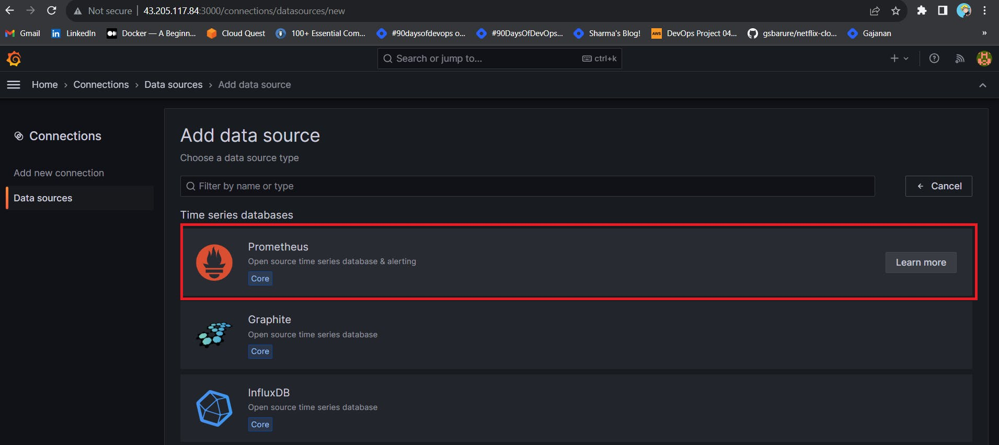 Not secure | 43.205.117.84:3000/connections/datasources/new
Gmail LinkedIn Docker — A Beginn... Cloud Quest 100+ Essential Com... #90daysofdevops o... #90DaysOfDevOps... Sharma's Blog! AWS DevOps Project 04... gsbarure/netflix-clo... Gajanan »
Search or jump to... ctrl+k
Home › Connections › Data sources › Add data source
Connections
Add new connection
Data sources
Add data source
Choose a data source type
Filter by name or type
Cancel
Time series databases
Prometheus
Open source time series database & alerting
Core
Learn more
Graphite
Open source time series database
Core
InfluxDB
Open source time series database
Core